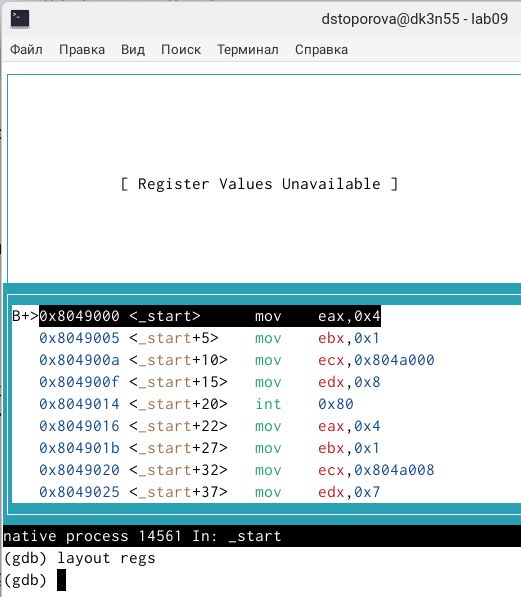 dstoporova@dk3n55 - lab09
Файл Правка Вид Поиск Терминал Справка
[ Register Values Unavailable ]
B+>0x8049000 <_start> mov eax,0x4
0x8049005 <_start+5> mov ebx,0x1
0x804900a <_start+10> mov ecx,0x804a000
0x804900f <_start+15> mov edx,0x8
0x8049014 <_start+20> int 0x80
0x8049016 <_start+22> mov eax,0x4
0x804901b <_start+27> mov ebx,0x1
0x8049020 <_start+32> mov ecx,0x804a008
0x8049025 <_start+37> mov edx,0x7
native process 14561 In: _start
(gdb) layout regs
(gdb)